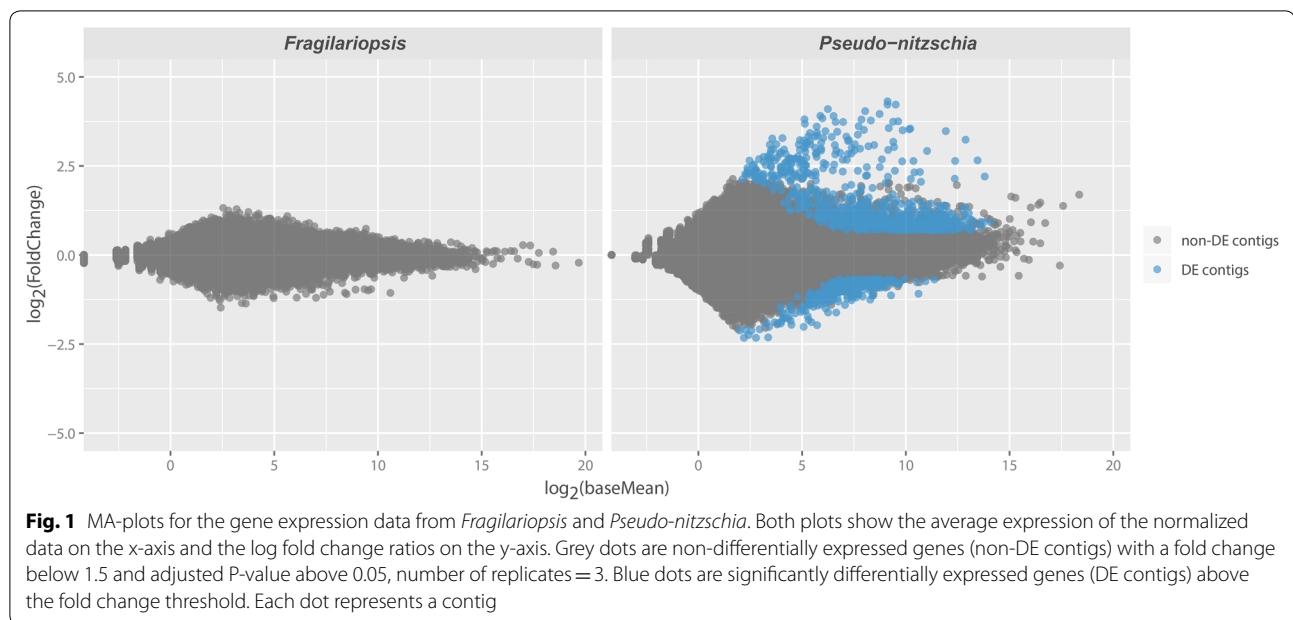 Fragilariopsis
Pseudo−nitzschia
5.0
2.5
0.0
−2.5
−5.0
log2(FoldChange)
0 5 10 15 20
0 5 10 15 20
log2(baseMean)
non-DE contigs
DE contigs
Fig. 1 MA-plots for the gene expression data from Fragilariopsis and Pseudo-nitzschia. Both plots show the average expression of the normalized
data on the x-axis and the log fold change ratios on the y-axis. Grey dots are non-differentially expressed genes (non-DE contigs) with a fold change
below 1.5 and adjusted P-value above 0.05, number of replicates = 3. Blue dots are significantly differentially expressed genes (DE contigs) above
the fold change threshold. Each dot represents a contig